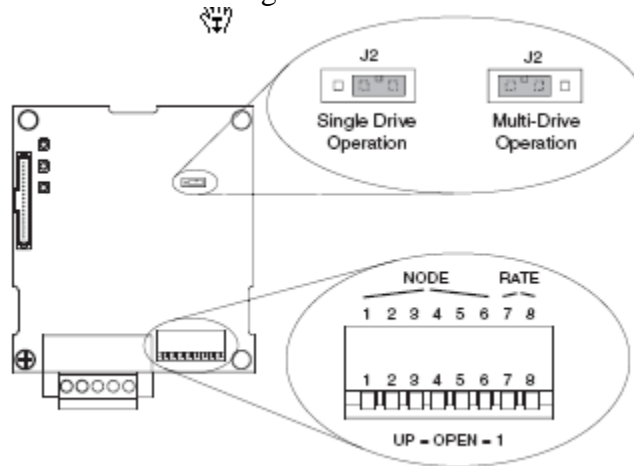 J2 J2
Single Drive Multi-Drive
Operation Operation
NODE RATE
1 2 3 4 5 6 7 8
1 2 3 4 5 6 7 8
UP = OPEN = 1